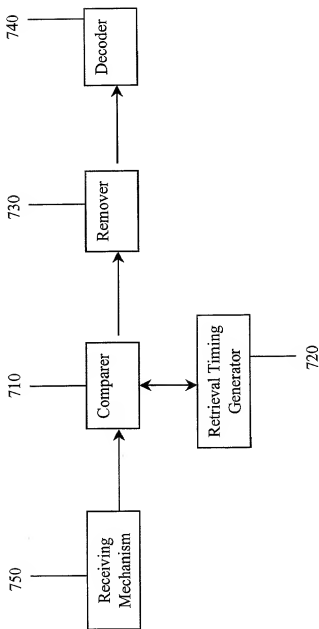 750
710
730
740
Receiving
Mechanism
Comparer
Remover
Decoder
Retrieval Timing
Generator
720